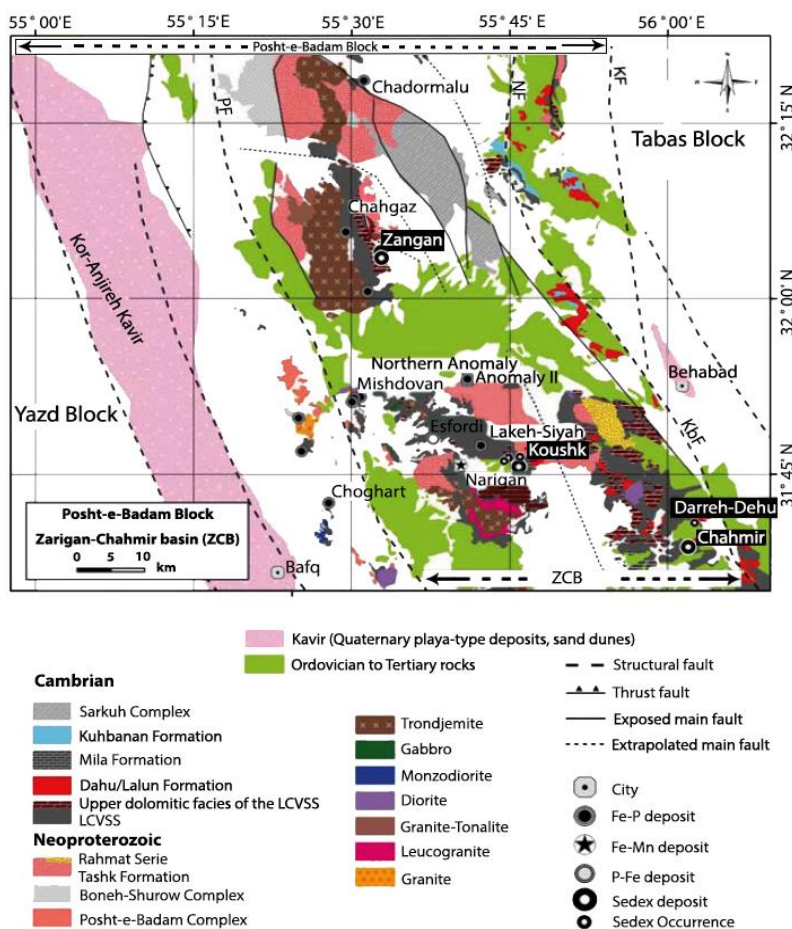 55° 00′ E 55° 15′ 55° 30′ 55° 45′ 56° 00′ E
Posht-e-Badam Block
PF
NF
KF
Chadormalu
32° 15′
Tabas Block
Chahgaz
Zangan
Kor-Anjireh Kavir
32° 00′
Northern Anomaly
Anomaly II
Behabad
Mishdovan
Yazd Block
Esfordi
Lakeh-Siyah
Koushk
KbF
31° 45′
Narigan
Choghart
Darreh-Dehu
Chahmir
Posht-e-Badam Block
Zarigan-Chahmir basin (ZCB)
0 5 10
km
Bafq
ZCB
Kavir (Quaternary playa-type deposits, sand dunes)
Ordovician to Tertiary rocks
Cambrian
Sarkuh Complex
Kuhbanan Formation
Mila Formation
Dahu/Lalun Formation
Upper dolomitic facies of the LCVSS
LCVSS
Neoproterozoic
Rahmat Serie
Tashk Formation
Boneh-Shurow Complex
Posht-e-Badam Complex
Trondjemite
Gabbro
Monzodiorite
Diorite
Granite-Tonalite
Leucogranite
Granite
Structural fault
Thrust fault
Exposed main fault
Extrapolated main fault
City
Fe-P deposit
Fe-Mn deposit
P-Fe deposit
Sedex deposit
Sedex Occurrence